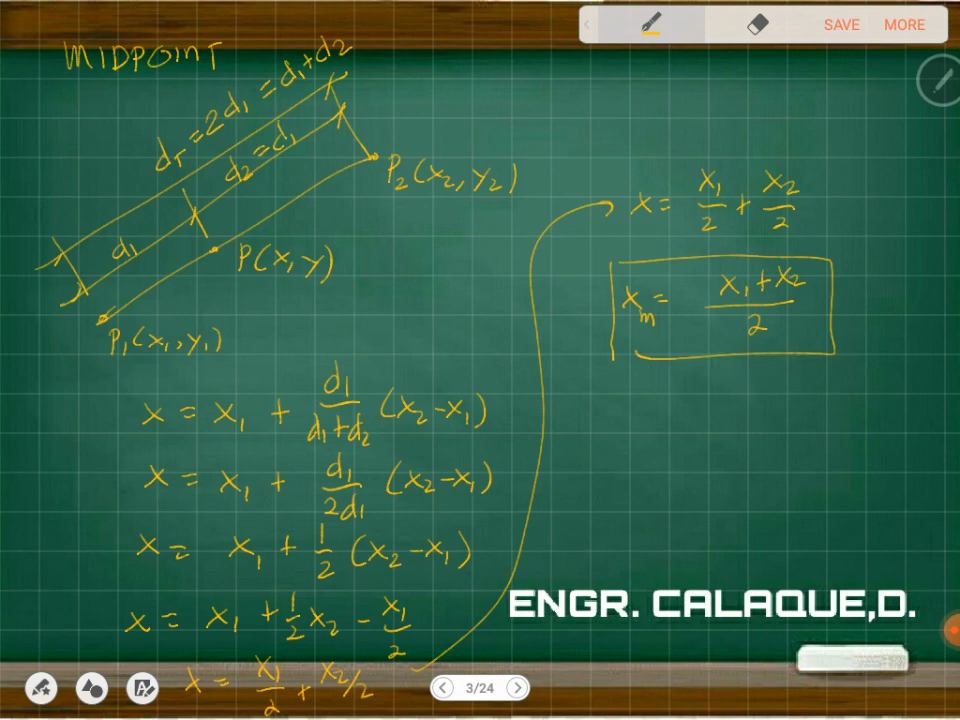 SAVE MORE
MIDPOINT
dT = 2d1 = d1+d2
d2 = d1
d1
P2(x2, y2)
P(x, y)
P1(x1, y1)
x = x1 + d1/(d1+d2) (x2-x1)
x = x1 + d1/2d1 (x2-x1)
x = x1 + 1/2 (x2-x1)
x = x1 + 1/2 x2 - x1/2
x = x1/2 + x2/2
x = x1/2 + x2/2
xm = (x1+x2)/2
ENGR. CALAQUE,D.
3/24